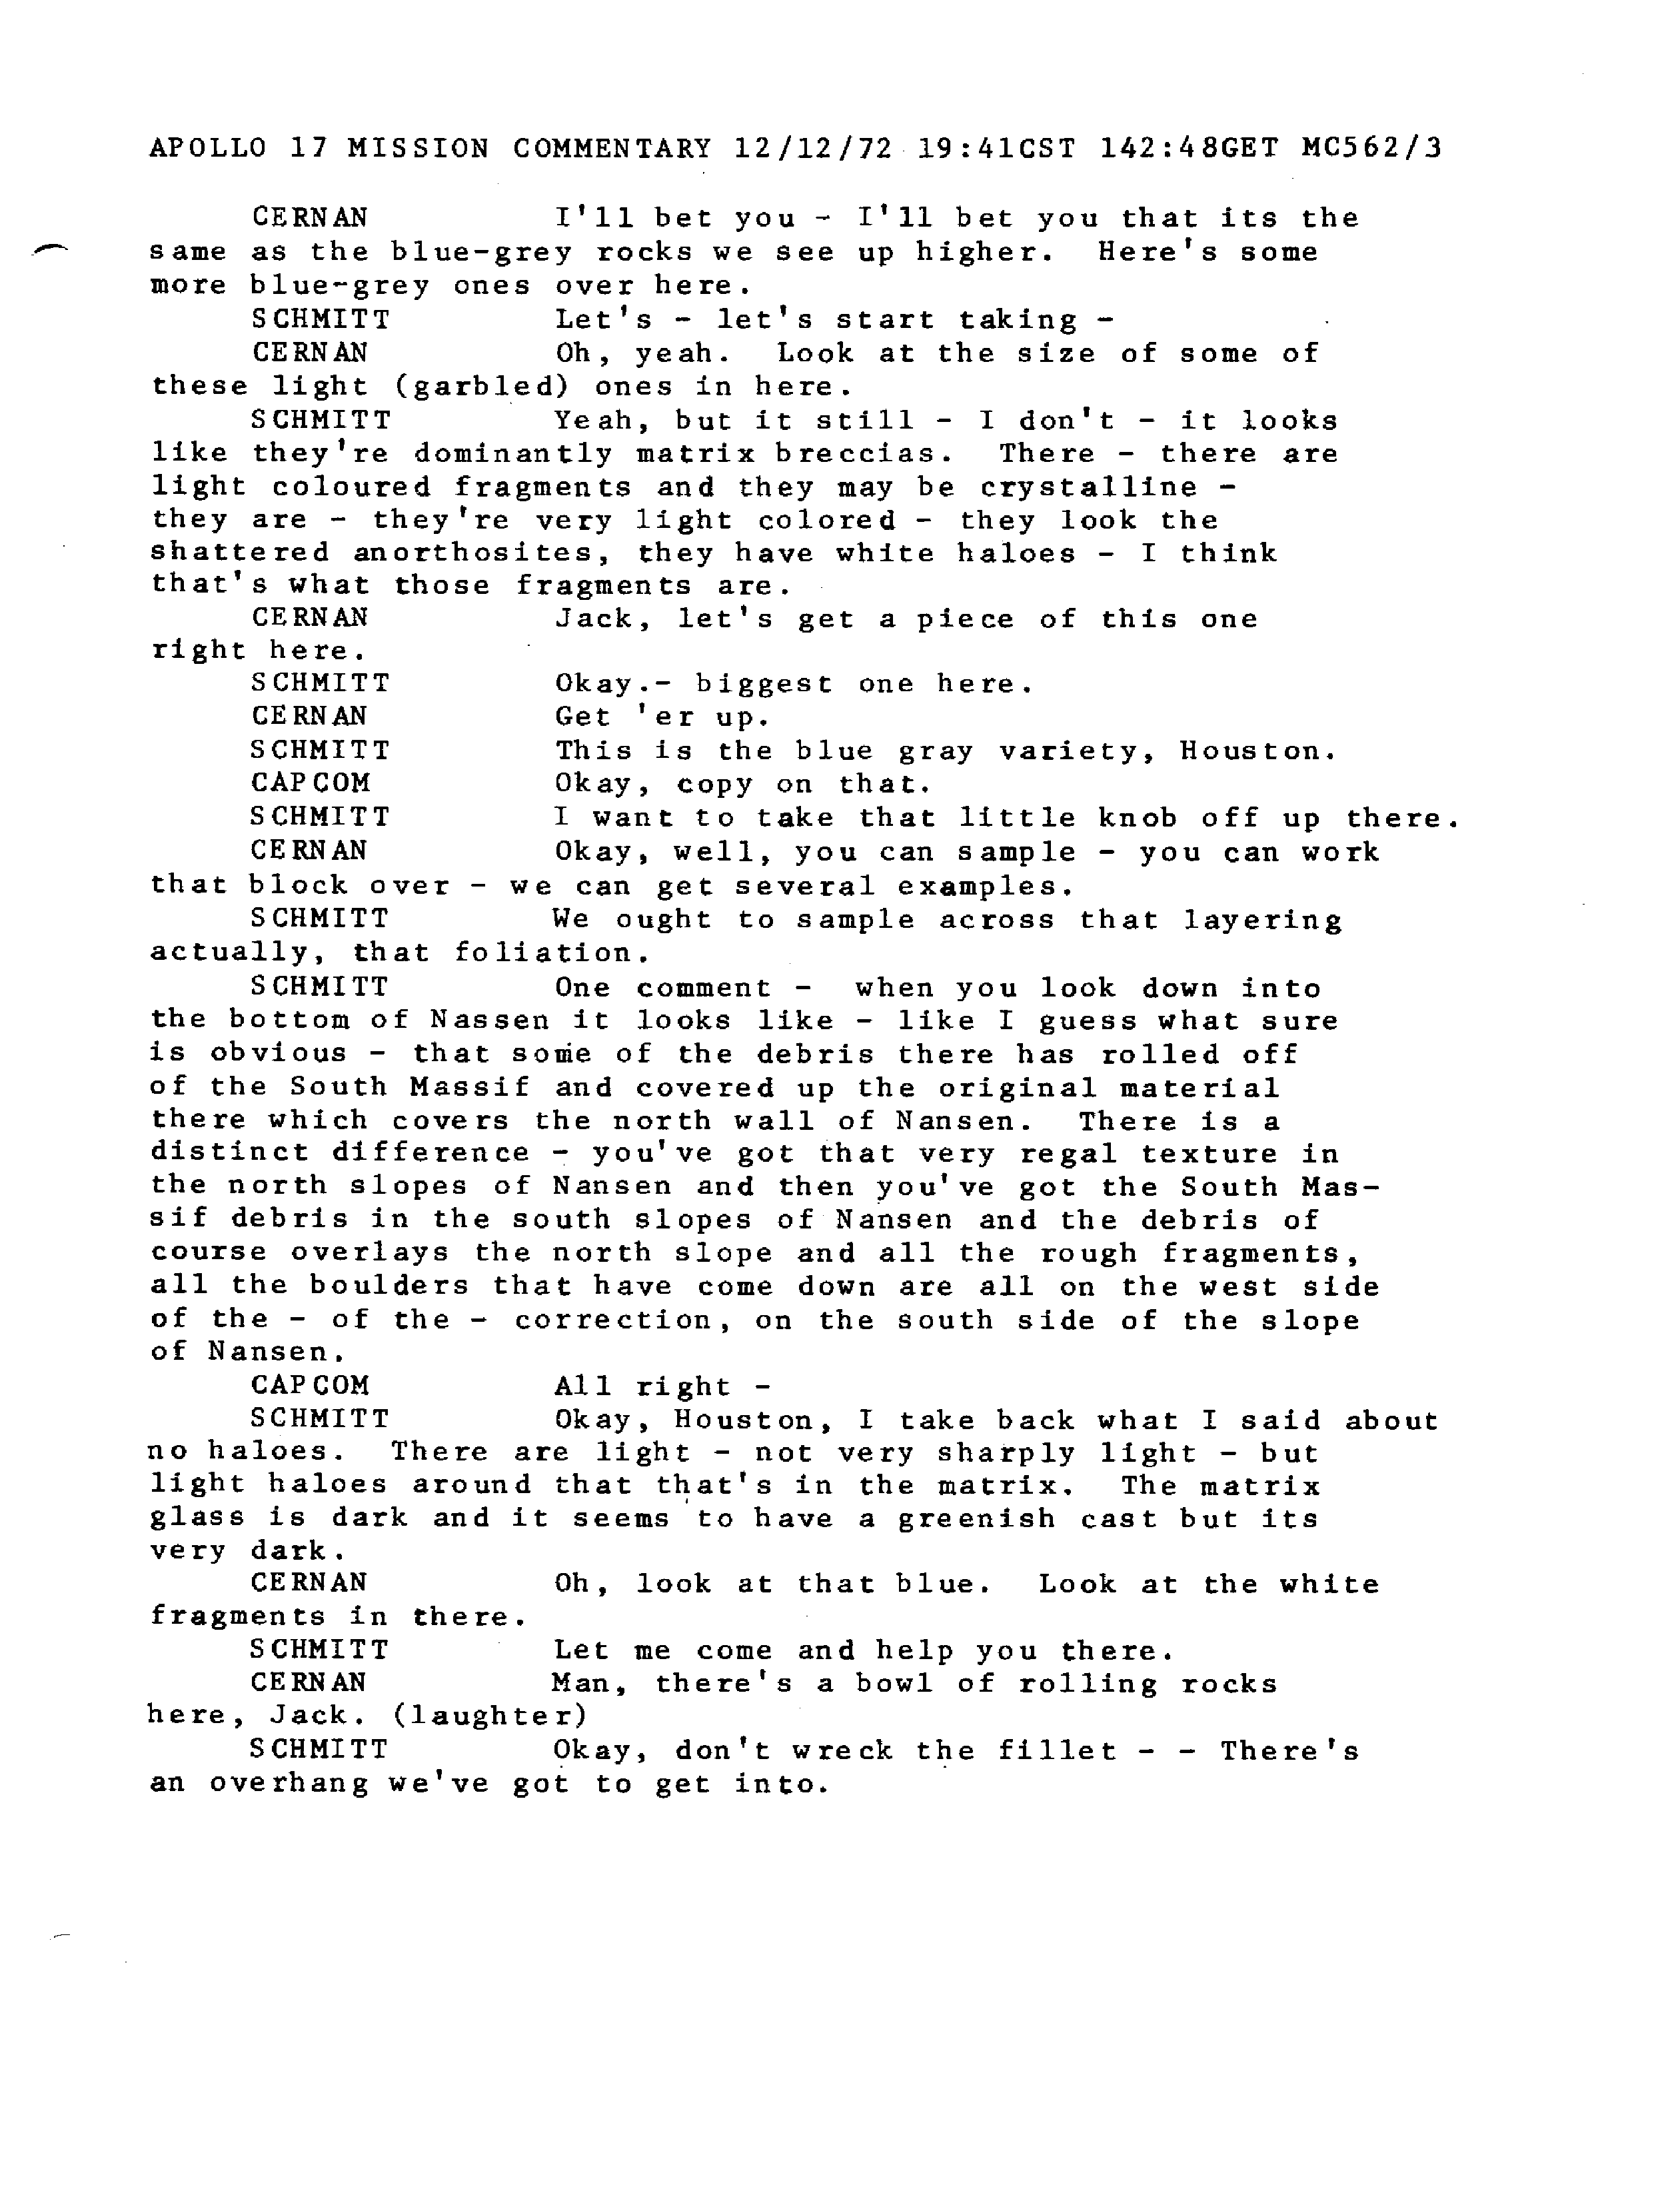 APOLLO 17 MISSION COMMENTARY 12/12/72 19:41CST 142:48GET MC562/3
CERNAN I'll bet you - I'll bet you that its the
same as the blue-grey rocks we see up higher. Here's some
more blue-grey ones over here.
SCHMITT Let's - let's start taking -
CERNAN Oh, yeah. Look at the size of some of
these light (garbled) ones in here.
SCHMITT Yeah, but it still - I don't - it looks
like they're dominantly matrix breccias. There - there are
light coloured fragments and they may be crystalline -
they are - they're very light colored - they look the
shattered anorthosites, they have white haloes - I think
that's what those fragments are.
CERNAN Jack, let's get a piece of this one
right here.
SCHMITT Okay.- biggest one here.
CERNAN Get 'er up.
SCHMITT This is the blue gray variety, Houston.
CAPCOM Okay, copy on that.
SCHMITT I want to take that little knob off up there.
CERNAN Okay, well, you can sample - you can work
that block over - we can get several examples.
SCHMITT We ought to sample across that layering
actually, that foliation.
SCHMITT One comment - when you look down into
the bottom of Nassen it looks like - like I guess what sure
is obvious - that some of the debris there has rolled off
of the South Massif and covered up the original material
there which covers the north wall of Nansen. There is a
distinct difference - you've got that very regal texture in
the north slopes of Nansen and then you've got the South Mas-
sif debris in the south slopes of Nansen and the debris of
course overlays the north slope and all the rough fragments,
all the boulders that have come down are all on the west side
of the - of the - correction, on the south side of the slope
of Nansen.
CAPCOM All right -
SCHMITT Okay, Houston, I take back what I said about
no haloes. There are light - not very sharply light - but
light haloes around that that's in the matrix. The matrix
glass is dark and it seems to have a greenish cast but its
very dark.
CERNAN Oh, look at that blue. Look at the white
fragments in there.
SCHMITT Let me come and help you there.
CERNAN Man, there's a bowl of rolling rocks
here, Jack. (laughter)
SCHMITT Okay, don't wreck the fillet - - There's
an overhang we've got to get into.